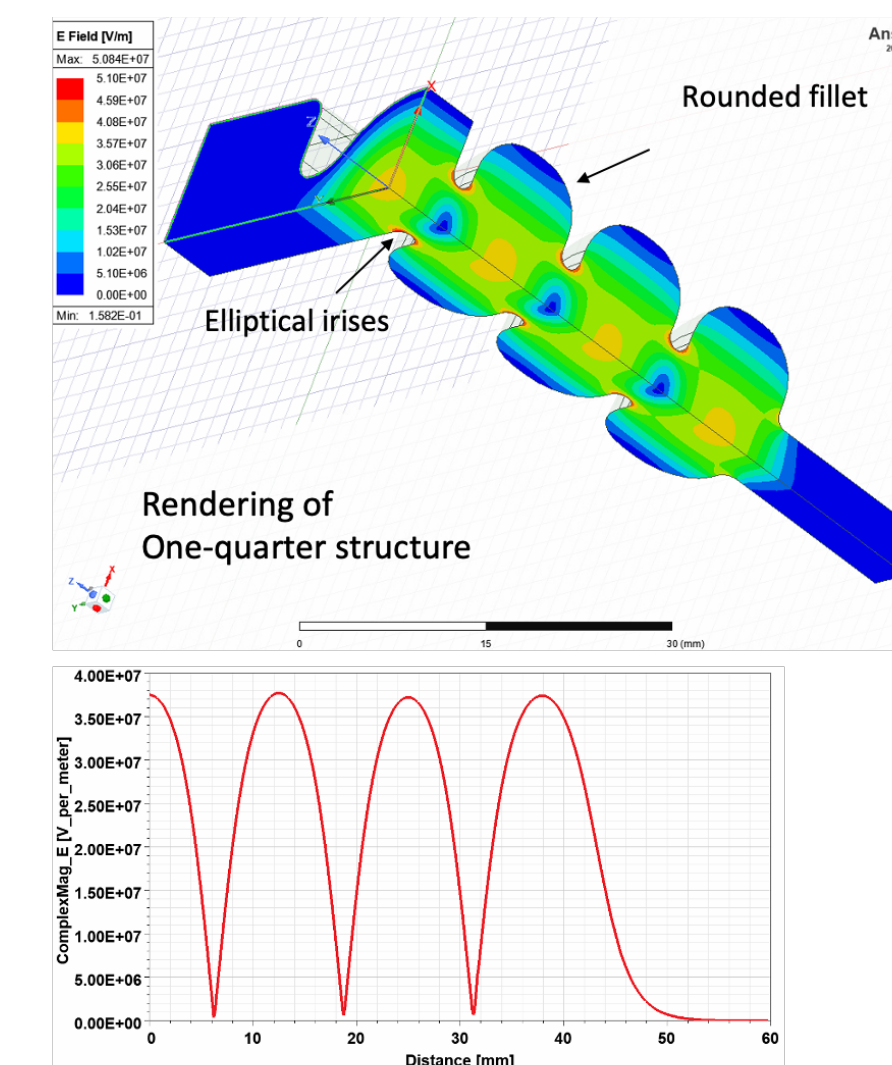 E Field [V/m]
Max: 5.084E+07
5.10E+07
4.59E+07
4.08E+07
3.57E+07
3.06E+07
2.55E+07
2.04E+07
1.53E+07
1.02E+07
5.10E+06
0.00E+00
Min: 1.582E-01
Ans
X
Z
Rounded fillet
Elliptical irises
Rendering of
One-quarter structure
Z
X
Y
0 15 30 (mm)
4.00E+07
3.50E+07
3.00E+07
2.50E+07
2.00E+07
1.50E+07
1.00E+07
5.00E+06
0.00E+00
ComplexMag_E [V_per_meter]
0 10 20 30 40 50 60
Distance [mm]